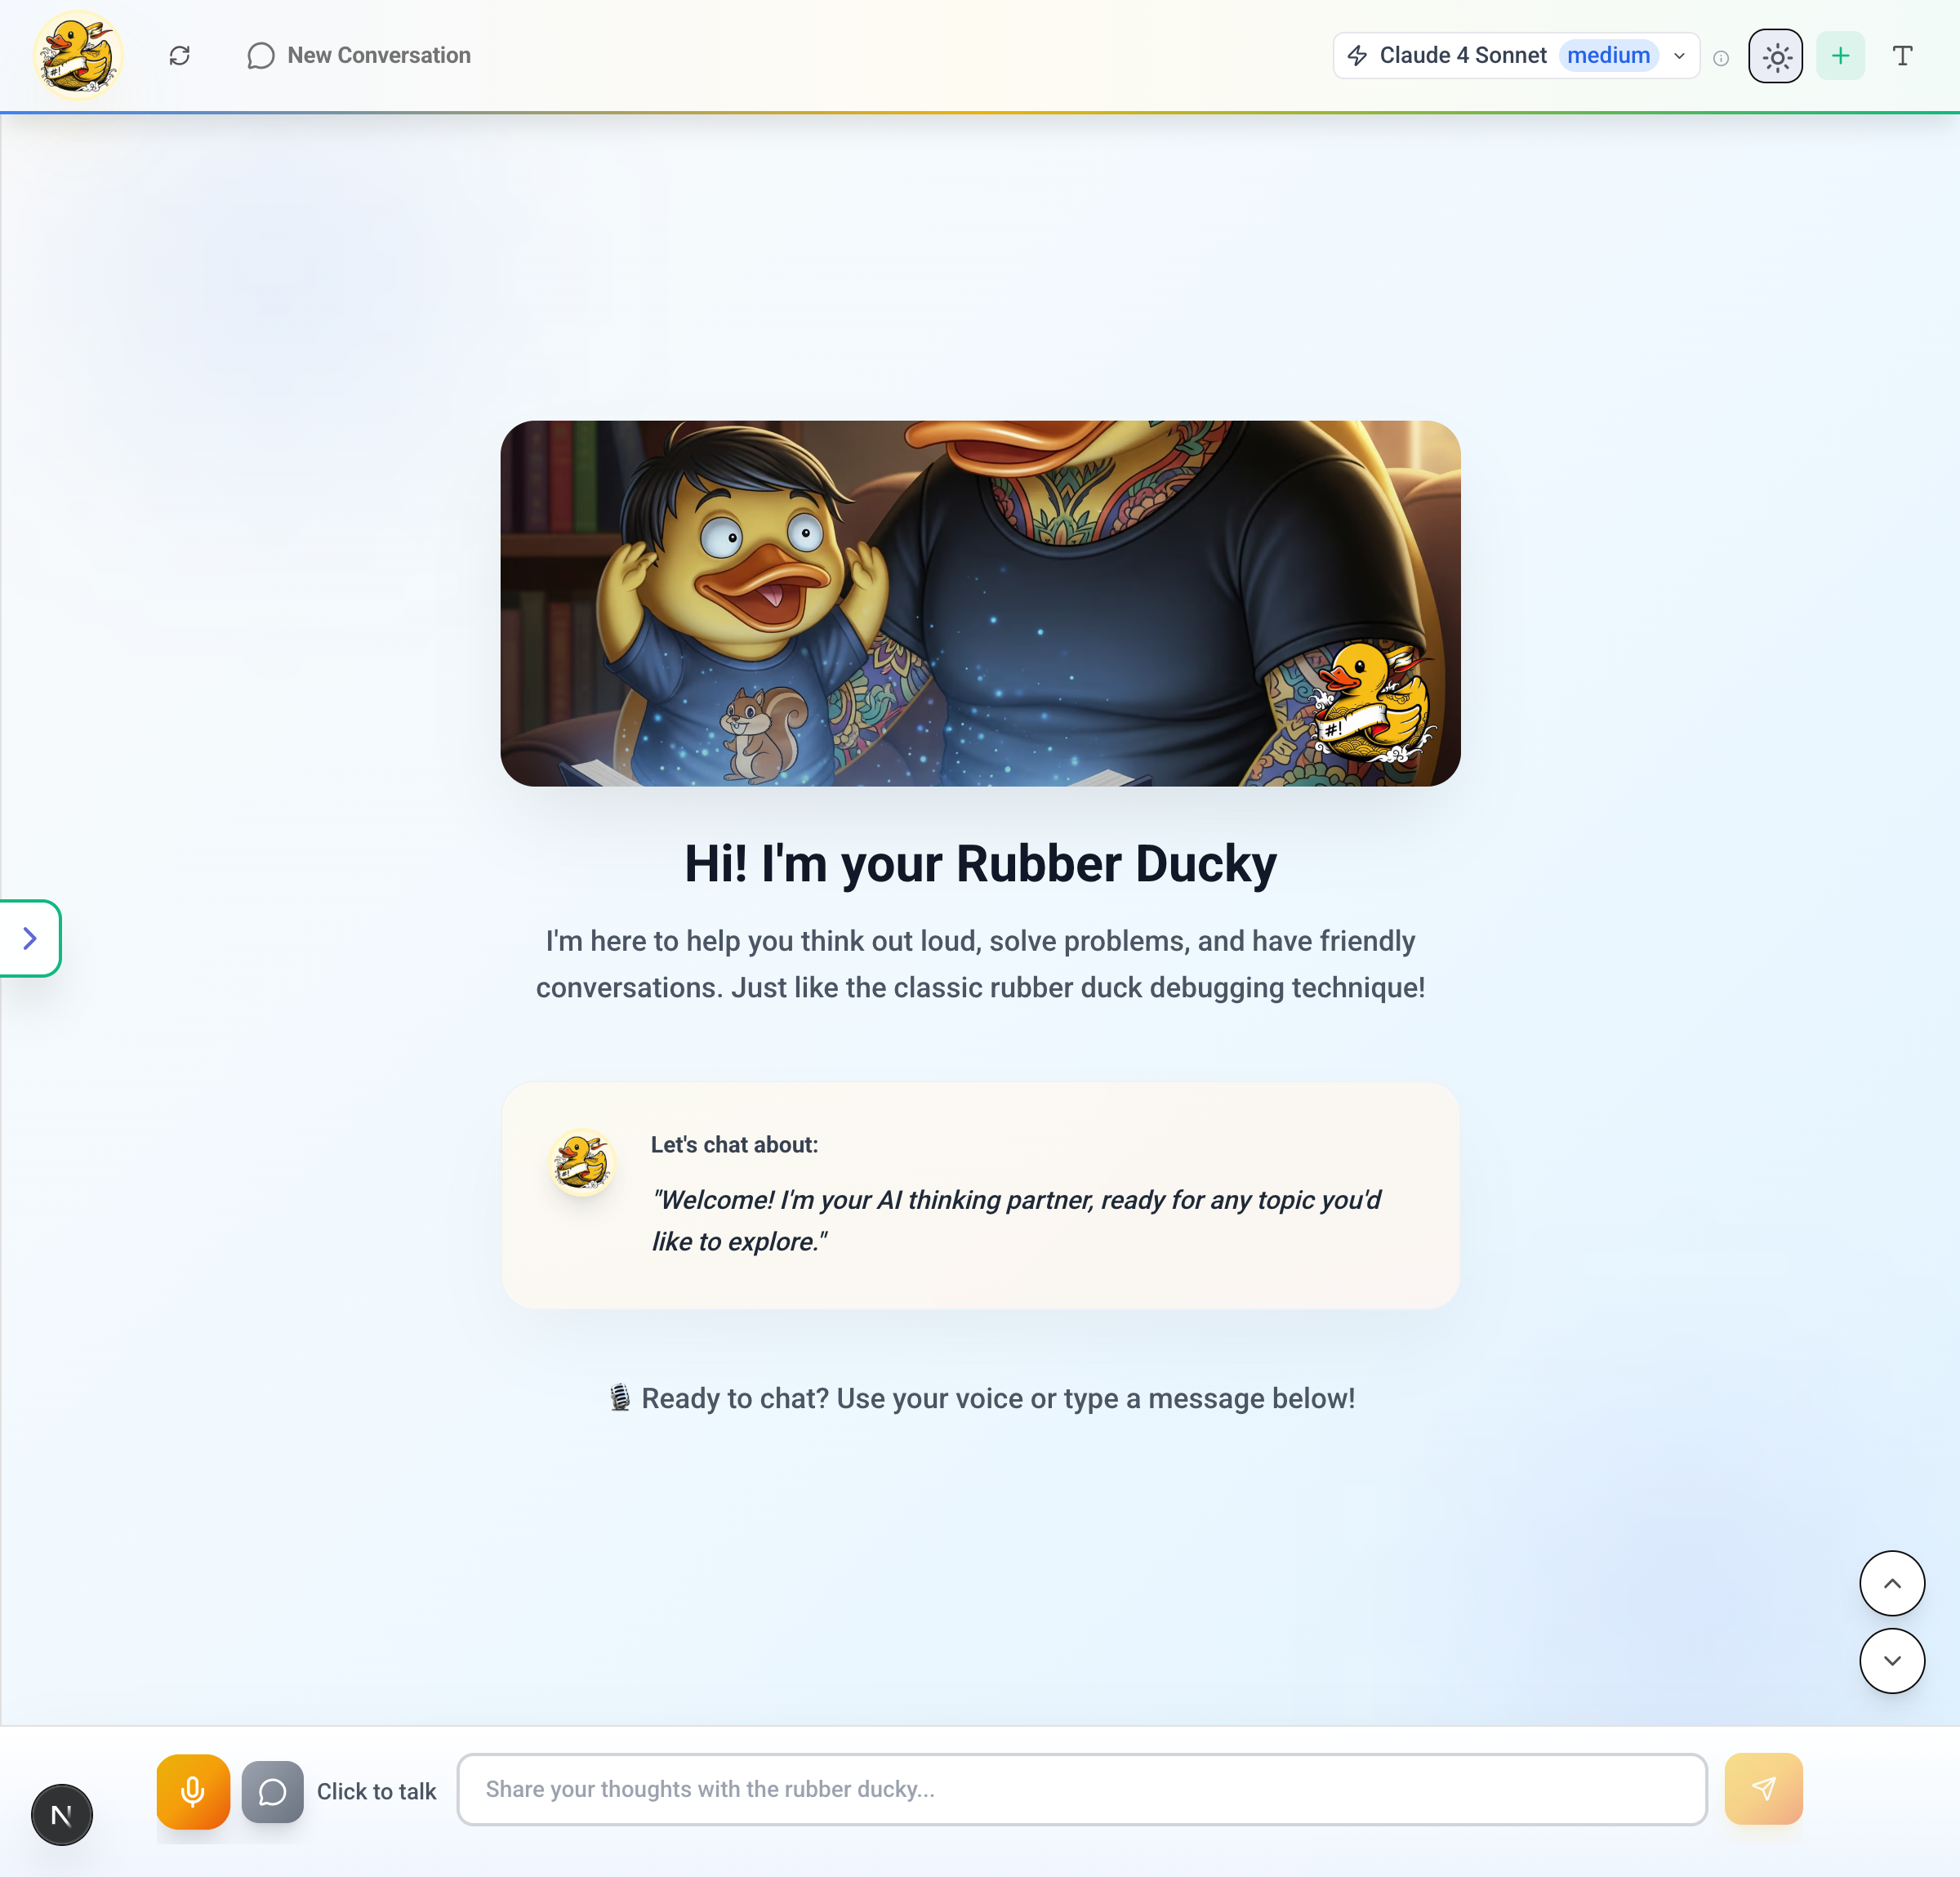 New Conversation
Claude 4 Sonnet medium
Hi! I'm your Rubber Ducky
I'm here to help you think out loud, solve problems, and have friendly
conversations. Just like the classic rubber duck debugging technique!
Let's chat about:
"Welcome! I'm your AI thinking partner, ready for any topic you'd
like to explore."
🎙️ Ready to chat? Use your voice or type a message below!
Click to talk
Share your thoughts with the rubber ducky...
#!
N